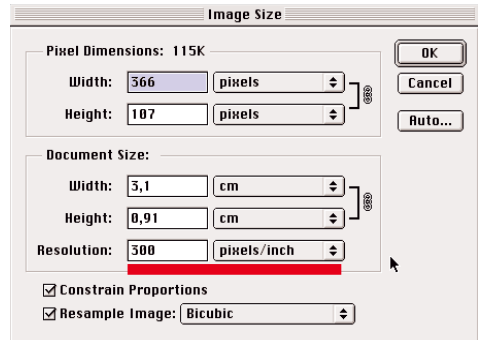 Image Size
Pixel Dimensions: 115K
Width: 366 pixels
Height: 107 pixels
Document Size:
Width: 3,1 cm
Height: 0,91 cm
Resolution: 300 pixels/inch
Constrain Proportions
Resample Image: Bicubic
OK
Cancel
Auto...